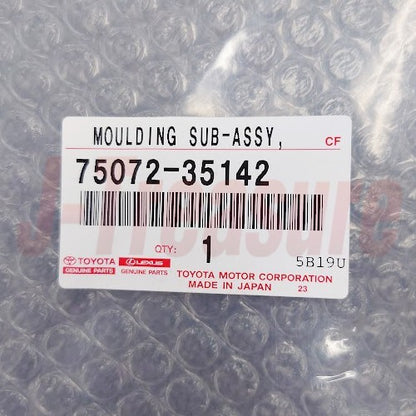 MOULDING SUB-ASSY,
CF
75072-35142
J-Treasure
QTY: 1
5B19U
TOYOTA LEXUS
GENUINE PARTS GENUINE PARTS
TOYOTA MOTOR CORPORATION
MADE IN JAPAN 23